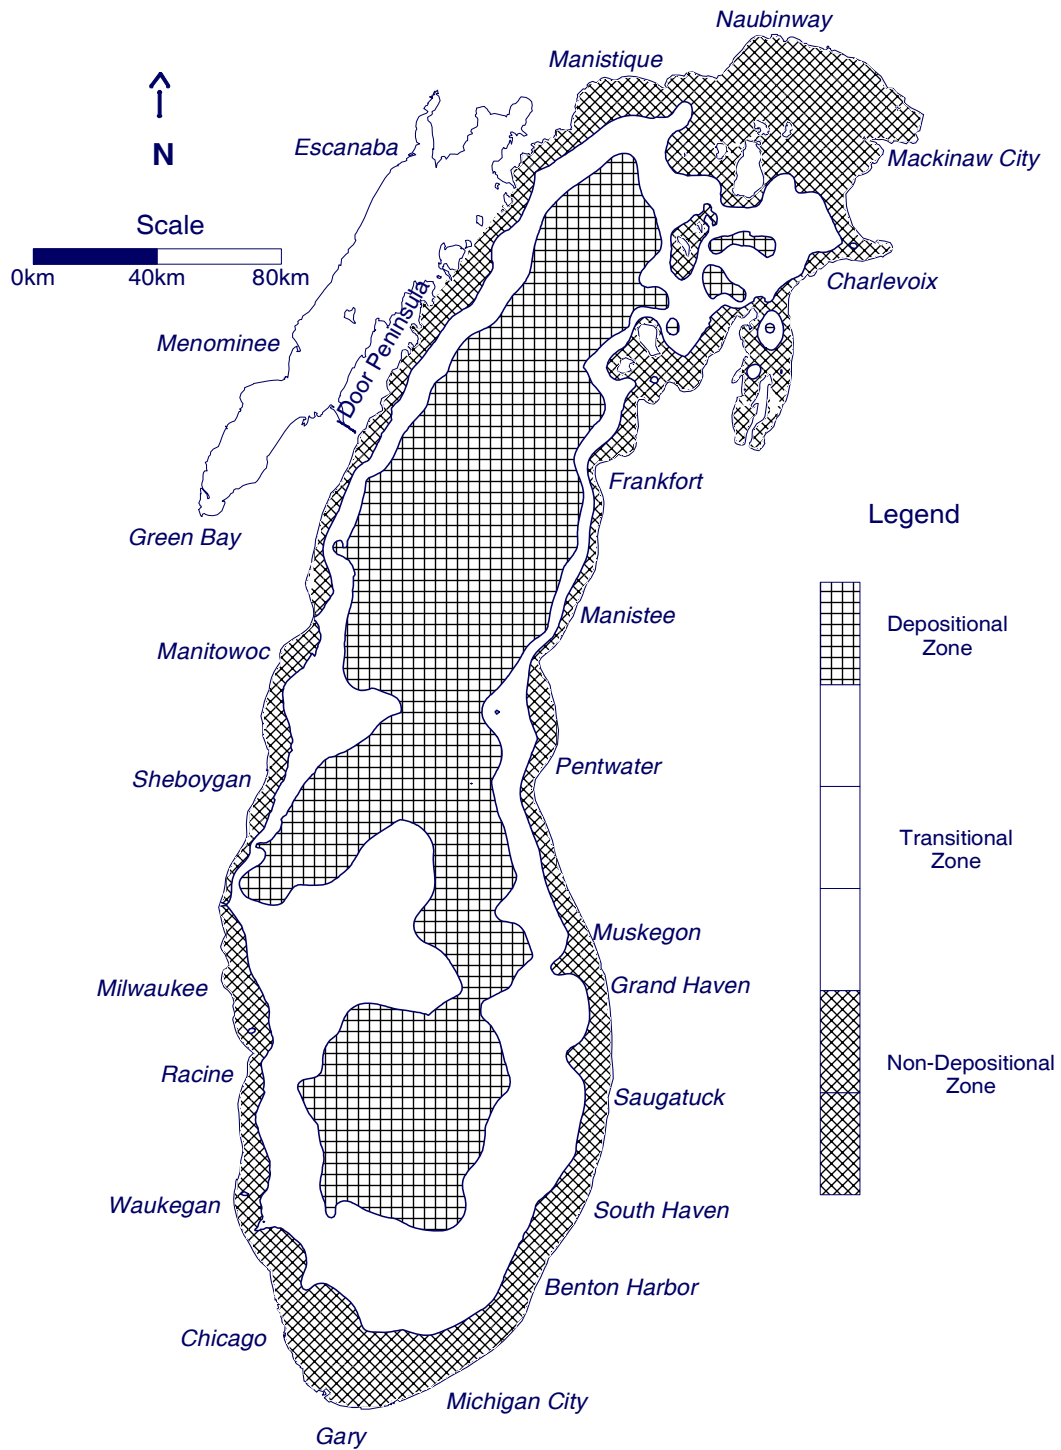 Naubinway
Manistique
N
Escanaba
Mackinaw City
Scale
0km
40km
80km
Charlevoix
Menominee
Door Peninsula
Frankfort
Legend
Green Bay
Manistee
Depositional
Zone
Manitowoc
Pentwater
Sheboygan
Transitional
Zone
Muskegon
Grand Haven
Milwaukee
Non-Depositional
Zone
Racine
Saugatuck
Waukegan
South Haven
Benton Harbor
Chicago
Michigan City
Gary